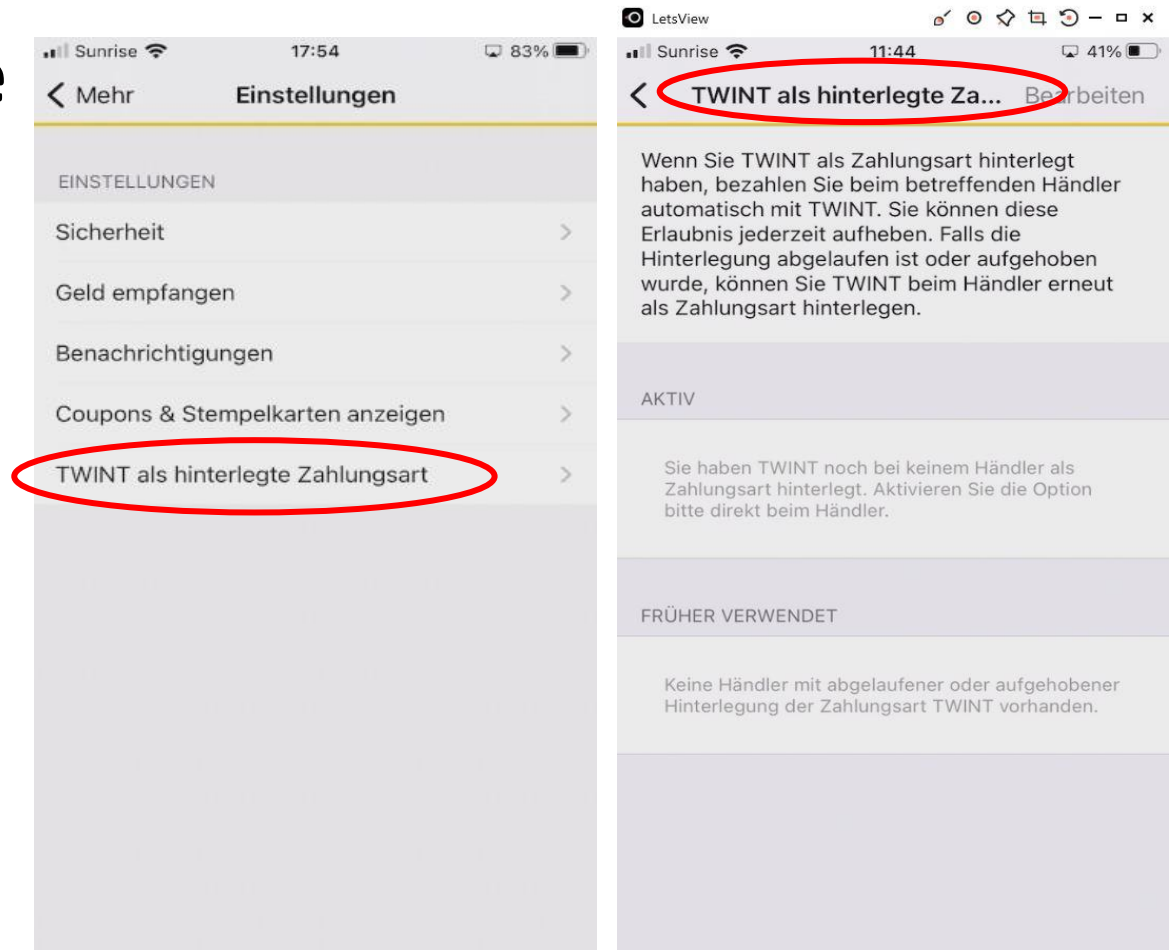 e
Sunrise 17:54 83%
Mehr Einstellungen
EINSTELLUNGEN
Sicherheit
Geld empfangen
Benachrichtigungen
Coupons & Stempelkarten anzeigen
TWINT als hinterlegte Zahlungsart
LetsView
Sunrise 11:44 41%
TWINT als hinterlegte Za... Bearbeiten
Wenn Sie TWINT als Zahlungsart hinterlegt
haben, bezahlen Sie beim betreffenden Händler
automatisch mit TWINT. Sie können diese
Erlaubnis jederzeit aufheben. Falls die
Hinterlegung abgelaufen ist oder aufgehoben
wurde, können Sie TWINT beim Händler erneut
als Zahlungsart hinterlegen.
AKTIV
Sie haben TWINT noch bei keinem Händler als
Zahlungsart hinterlegt. Aktivieren Sie die Option
bitte direkt beim Händler.
FRÜHER VERWENDET
Keine Händler mit abgelaufener oder aufgehobener
Hinterlegung der Zahlungsart TWINT vorhanden.